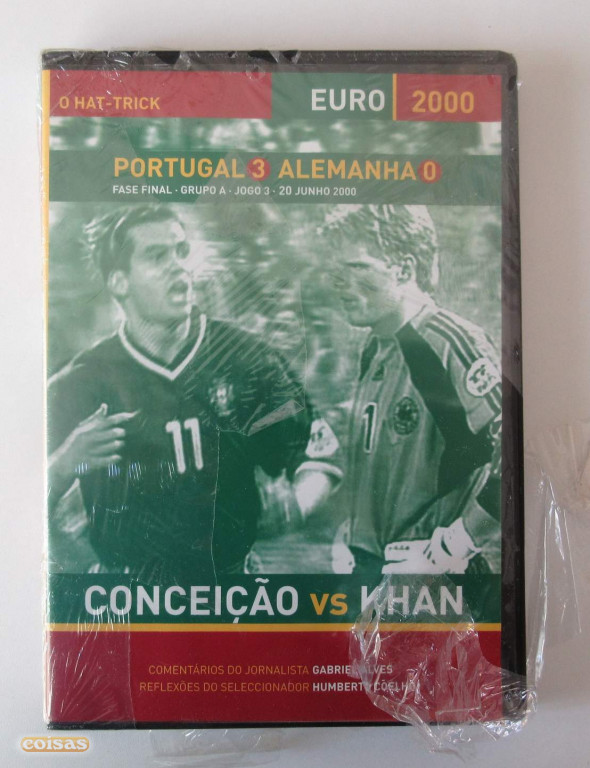 O HAT-TRICK
EURO 2000
PORTUGAL 3 ALEMANHA 0
FASE FINAL · GRUPO A · JOGO 3 · 20 JUNHO 2000
11
1
CONCEIÇÃO vs KHAN
COMENTÁRIOS DO JORNALISTA GABRIEL ALVES
REFLEXÕES DO SELECCIONADOR HUMBERTO COELHO
coisas